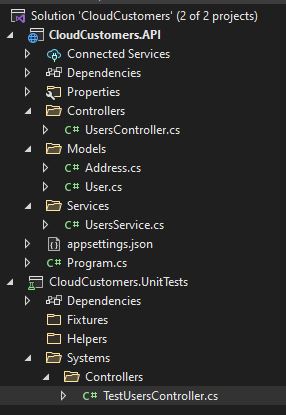 Solution 'CloudCustomers' (2 of 2 projects)
CloudCustomers.API
Connected Services
Dependencies
Properties
Controllers
C# UsersController.cs
Models
C# Address.cs
C# User.cs
Services
C# UsersService.cs
appsettings.json
C# Program.cs
CloudCustomers.UnitTests
Dependencies
Fixtures
Helpers
Systems
Controllers
C# TestUsersController.cs